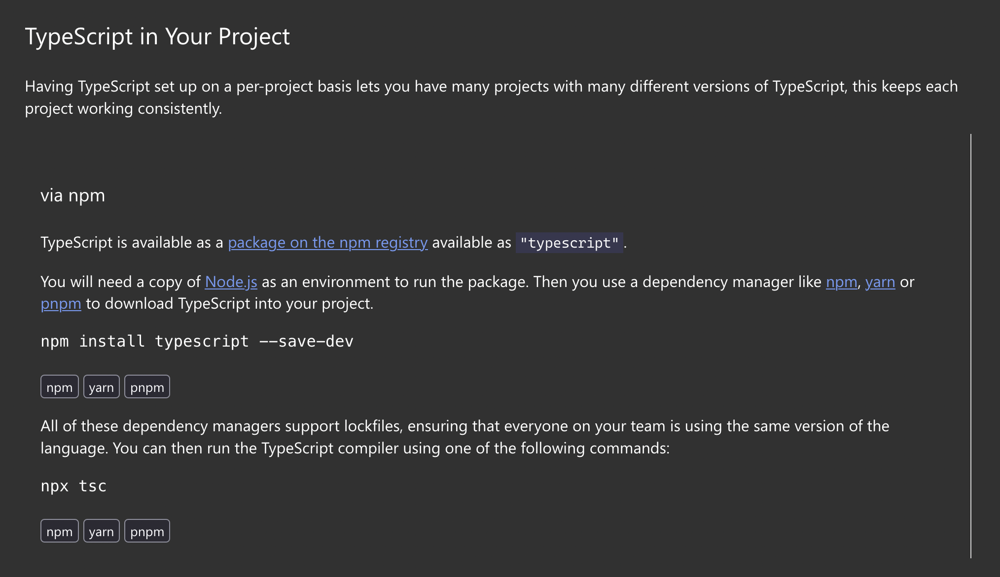 TypeScript in Your Project
Having TypeScript set up on a per-project basis lets you have many projects with many different versions of TypeScript, this keeps each
project working consistently.
via npm
TypeScript is available as a package on the npm registry available as "typescript".
You will need a copy of Node.js as an environment to run the package. Then you use a dependency manager like npm, yarn or
pnpm to download TypeScript into your project.
npm install typescript --save-dev
npm yarn pnpm
All of these dependency managers support lockfiles, ensuring that everyone on your team is using the same version of the
language. You can then run the TypeScript compiler using one of the following commands:
npx tsc
npm yarn pnpm